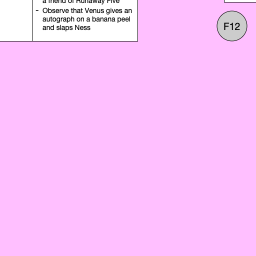 a friend of Runaway Five
- Observe that Venus gives an
autograph on a banana peel
and slaps Ness
F12